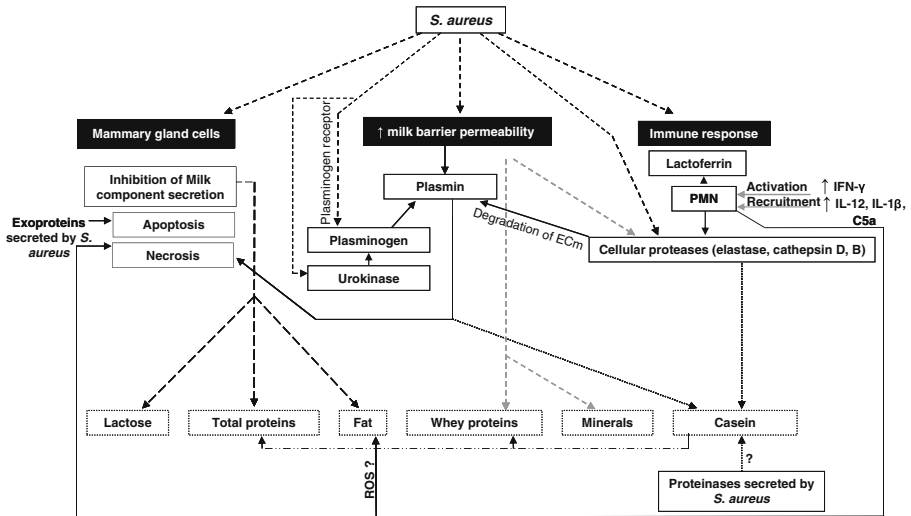 S. aureus
Mammary gland cells
↑ milk barrier permeability
Immune response
Plasminogen receptor
Lactoferrin
Inhibition of Milk
component secretion
Plasmin
PMN
Activation ↑ IFN-γ
Recruitment ↑ IL-12, IL-1β,
C5a
Exoproteins
secreted by S.
aureus
Apoptosis
Necrosis
Plasminogen
Urokinase
Degradation of ECm
Cellular proteases (elastase, cathepsin D, B)
Lactose
Total proteins
Fat
Whey proteins
Minerals
Casein
ROS ?
?
Proteinases secreted by
S. aureus